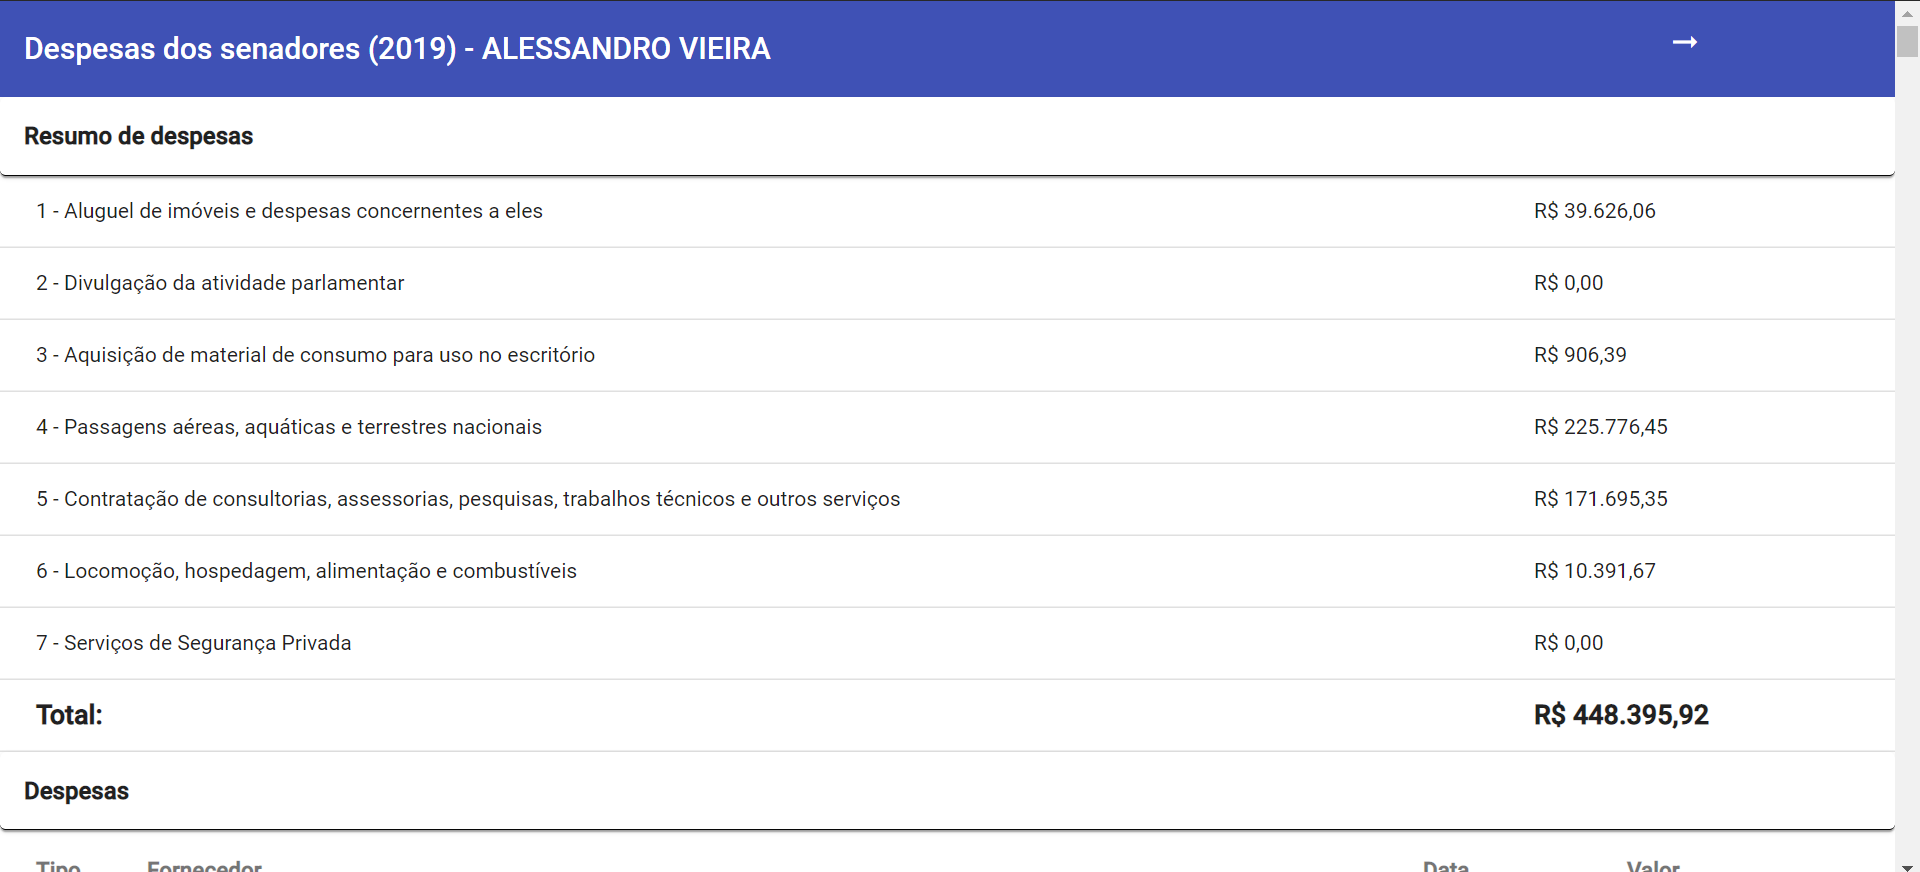 Despesas dos senadores (2019) - ALESSANDRO VIEIRA
Resumo de despesas
1 - Aluguel de imóveis e despesas concernentes a eles R$ 39.626,06
2 - Divulgação da atividade parlamentar R$ 0,00
3 - Aquisição de material de consumo para uso no escritório R$ 906,39
4 - Passagens aéreas, aquáticas e terrestres nacionais R$ 225.776,45
5 - Contratação de consultorias, assessorias, pesquisas, trabalhos técnicos e outros serviços R$ 171.695,35
6 - Locomoção, hospedagem, alimentação e combustíveis R$ 10.391,67
7 - Serviços de Segurança Privada R$ 0,00
Total: R$ 448.395,92
Despesas
Tipo Fornecedor Data Valor